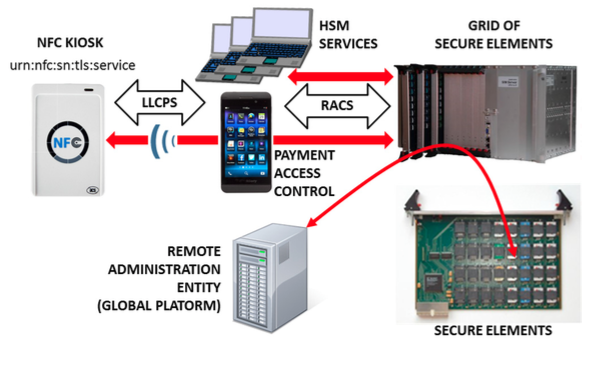 NFC KIOSK
urn:nfc:sn:tls:service
HSM
SERVICES
GRID OF
SECURE ELEMENTS
LLCPS
RACS
NFC
PAYMENT
ACCESS
CONTROL
REMOTE
ADMINISTRATION
ENTITY
(GLOBAL PLATORM)
SECURE ELEMENTS